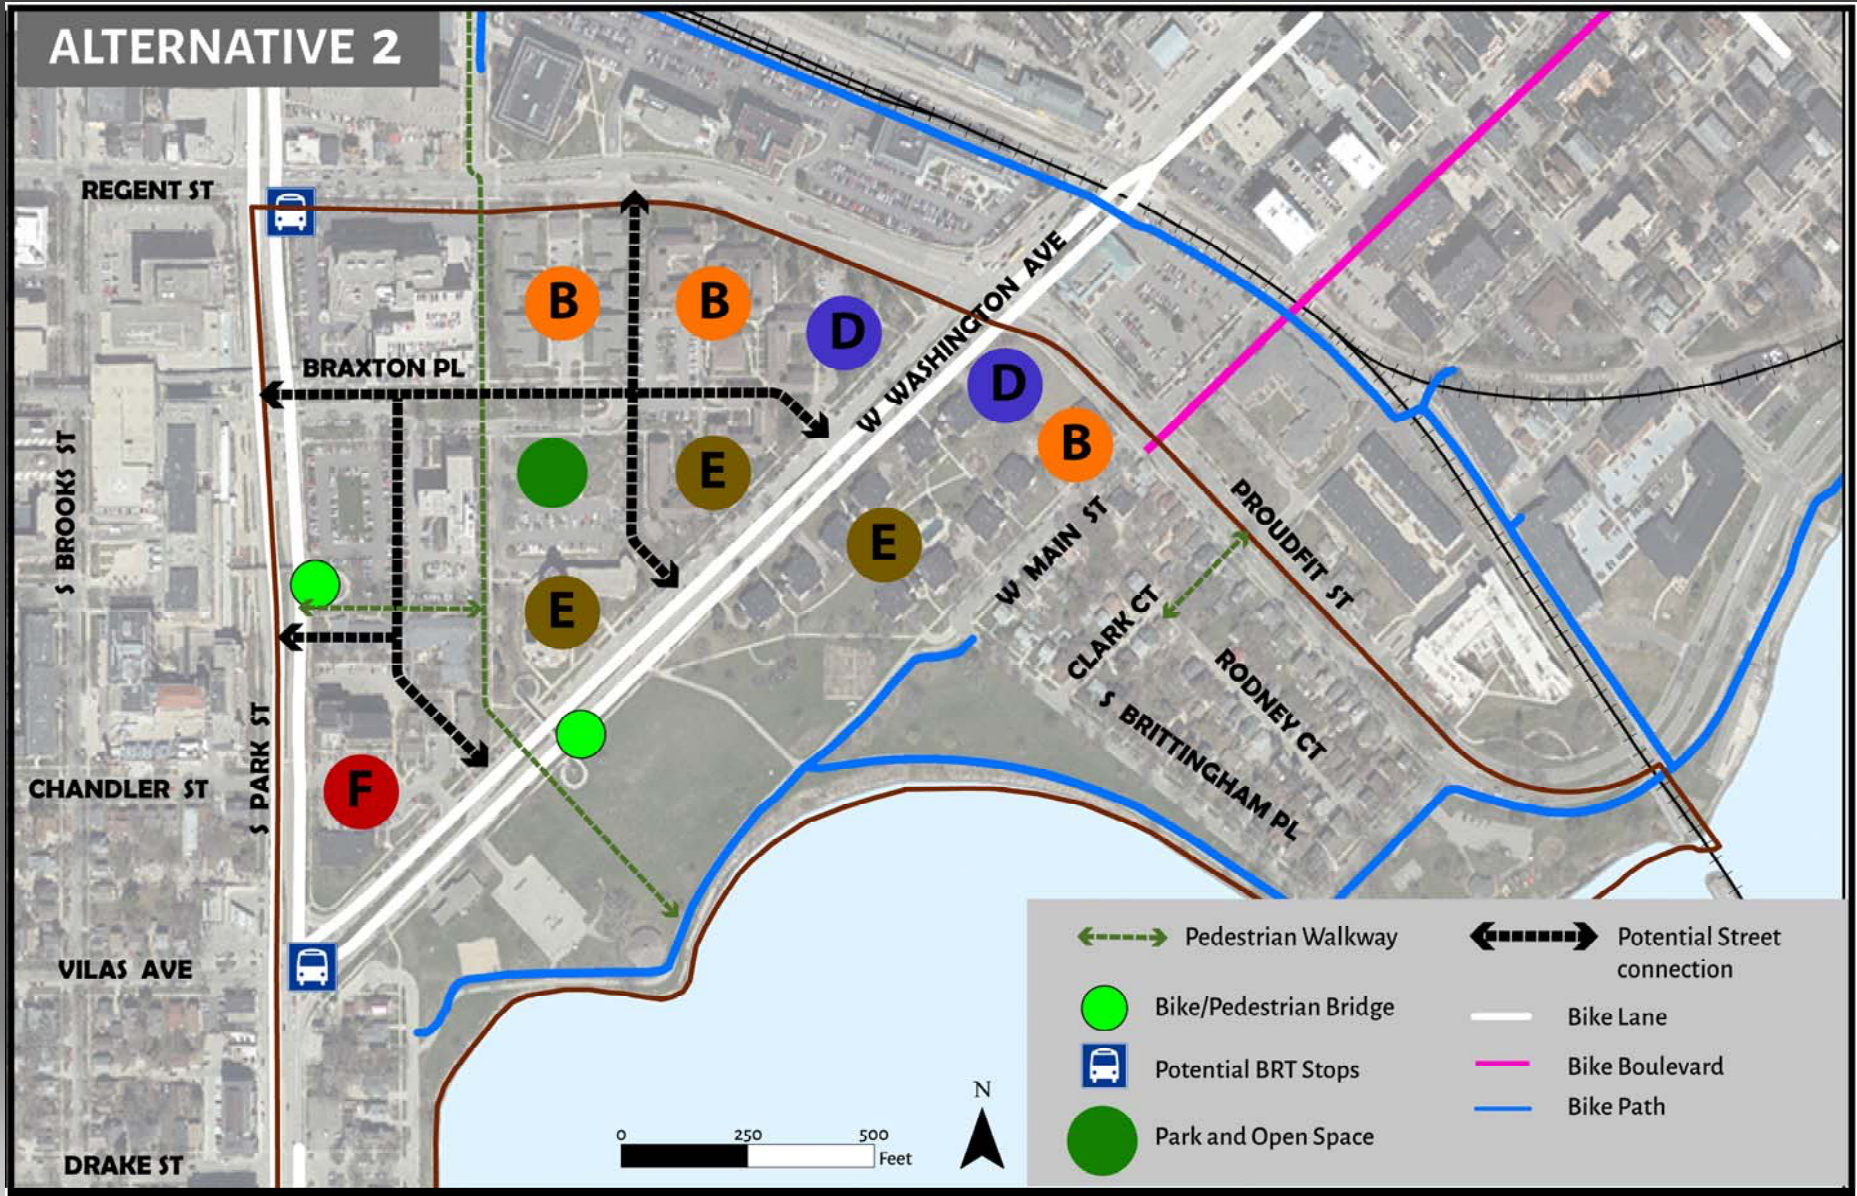 ALTERNATIVE 2
REGENT ST
W WASHINGTON AVE
B
B
D
BRAXTON PL
D
B
S BROOKS ST
E
PROUDFIT ST
E
W MAIN ST
E
CLARK CT
RODNEY CT
S BRITTINGHAM PL
S PARK ST
CHANDLER ST
F
VILAS AVE
DRAKE ST
Pedestrian Walkway
Bike/Pedestrian Bridge
Potential BRT Stops
Park and Open Space
Potential Street
connection
Bike Lane
Bike Boulevard
Bike Path
N
0 250 500
Feet